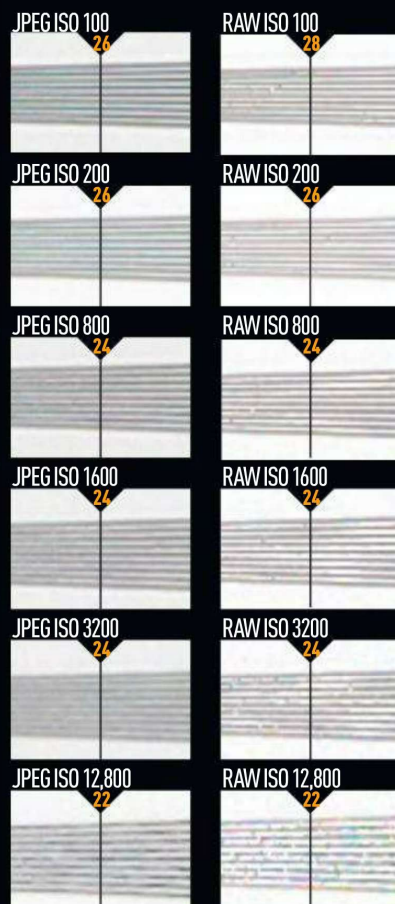 JPEG ISO 100
26
RAW ISO 100
28
JPEG ISO 200
26
RAW ISO 200
26
JPEG ISO 800
24
RAW ISO 800
24
JPEG ISO 1600
24
RAW ISO 1600
24
JPEG ISO 3200
24
RAW ISO 3200
24
JPEG ISO 12,800
22
RAW ISO 12,800
22